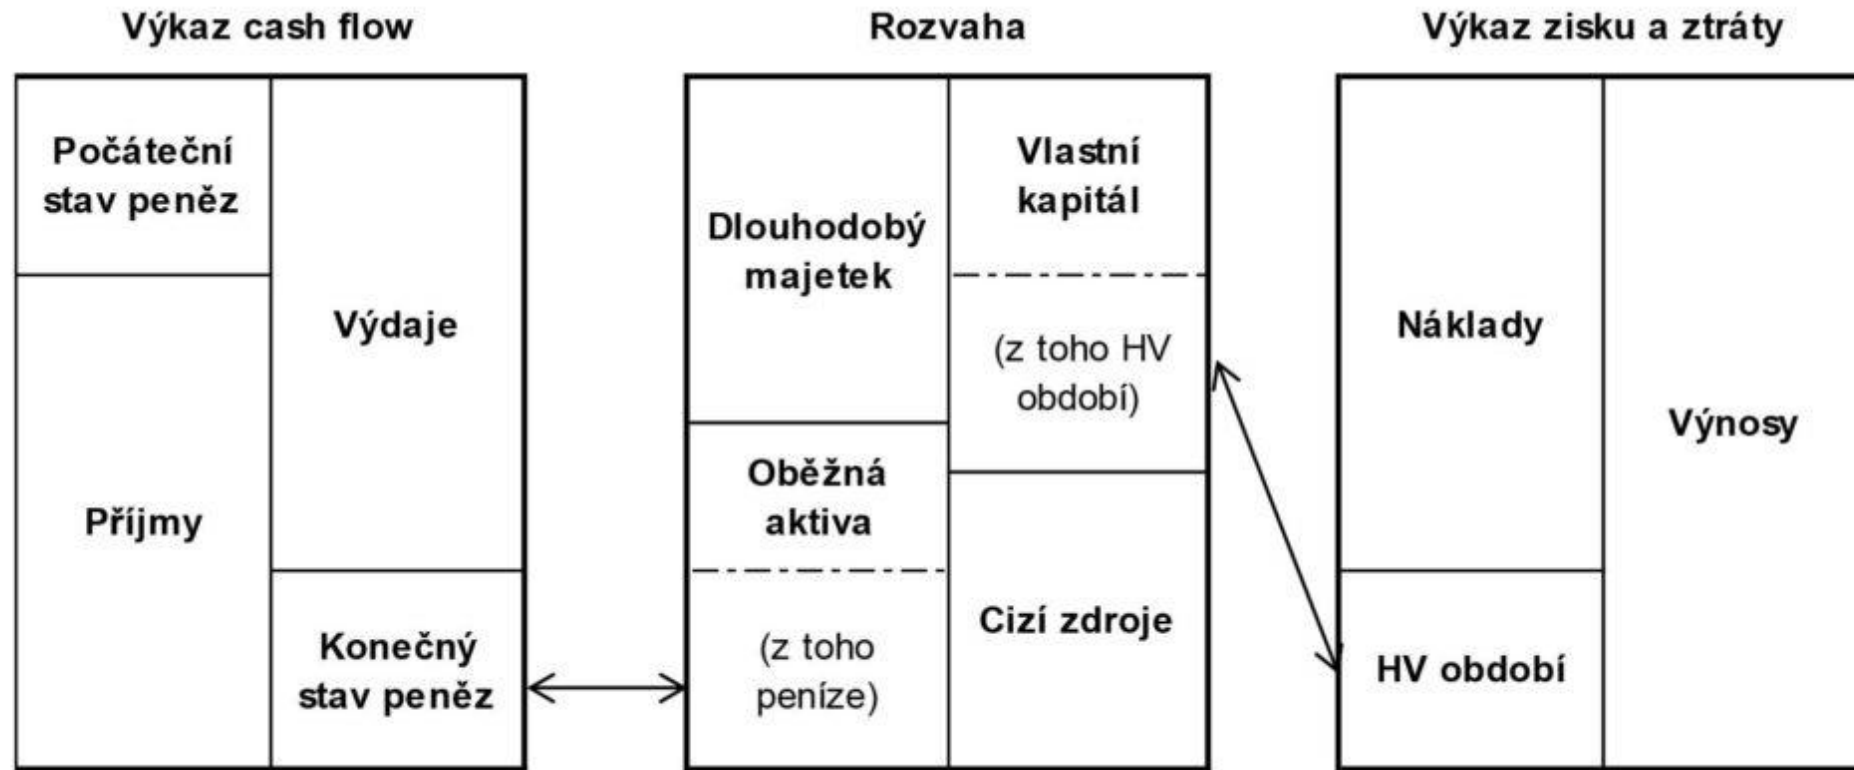 Výkaz cash flow
Počáteční
stav peněz
Výdaje
Příjmy
Konečný
stav peněz
Rozvaha
Dlouhodobý
majetek
Vlastní
kapitál
(z toho HV
období)
Oběžná
aktiva
(z toho
peníze)
Cizí zdroje
Výkaz zisku a ztráty
Náklady
Výnosy
HV období